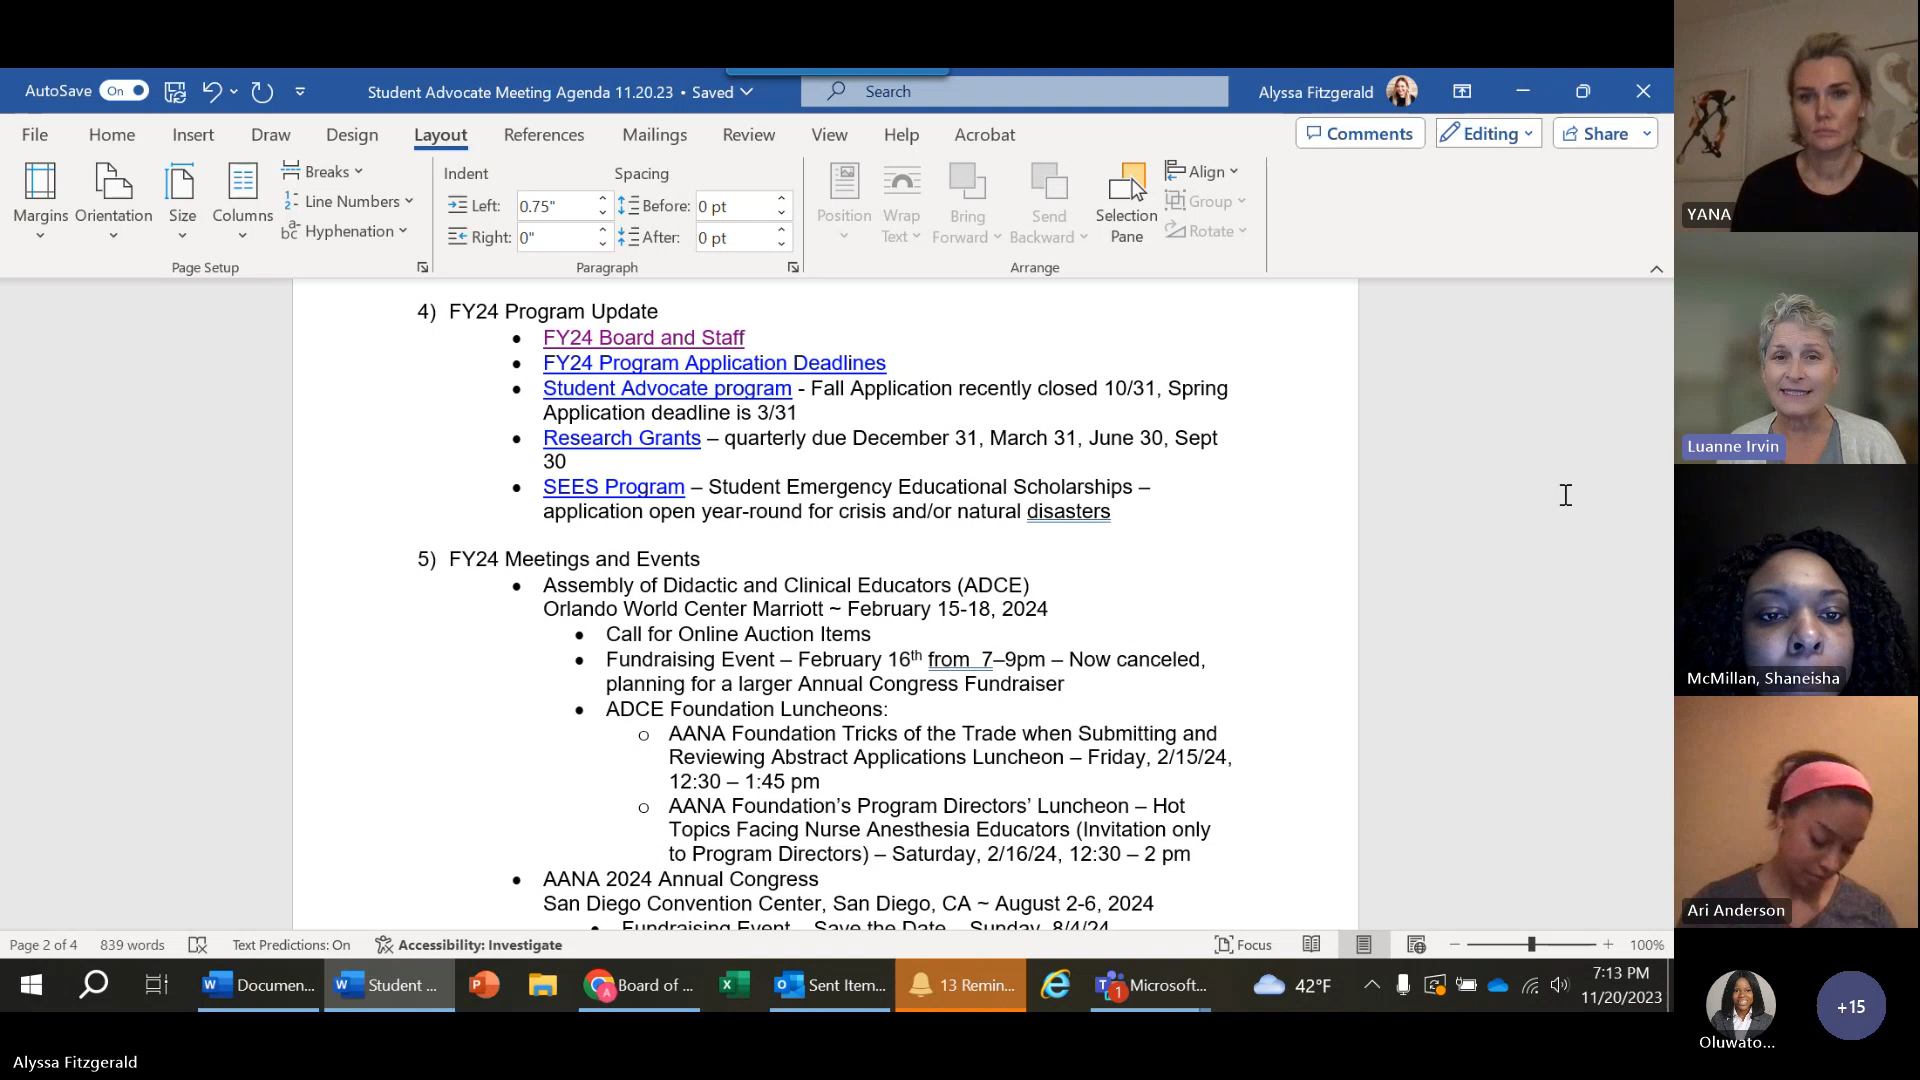 AutoSave On
Student Advocate Meeting Agenda 11.20.23 • Saved
Search
Alyssa Fitzgerald
File Home Insert Draw Design Layout References Mailings Review View Help Acrobat
Comments Editing Share
Margins
Orientation
Size
Columns
Breaks
Line Numbers
Hyphenation
Page Setup
Indent
Left: 0.75"
Right: 0"
Spacing
Before: 0 pt
After: 0 pt
Paragraph
Position
Wrap
Text
Bring
Forward
Send
Backward
Selection
Pane
Align
Group
Rotate
Arrange
4) FY24 Program Update
• FY24 Board and Staff
• FY24 Program Application Deadlines
• Student Advocate program - Fall Application recently closed 10/31, Spring
Application deadline is 3/31
• Research Grants – quarterly due December 31, March 31, June 30, Sept
30
• SEES Program – Student Emergency Educational Scholarships –
application open year-round for crisis and/or natural disasters
5) FY24 Meetings and Events
• Assembly of Didactic and Clinical Educators (ADCE)
Orlando World Center Marriott ~ February 15-18, 2024
• Call for Online Auction Items
• Fundraising Event – February 16th from 7–9pm – Now canceled,
planning for a larger Annual Congress Fundraiser
• ADCE Foundation Luncheons:
o AANA Foundation Tricks of the Trade when Submitting and
Reviewing Abstract Applications Luncheon – Friday, 2/15/24,
12:30 – 1:45 pm
o AANA Foundation’s Program Directors’ Luncheon – Hot
Topics Facing Nurse Anesthesia Educators (Invitation only
to Program Directors) – Saturday, 2/16/24, 12:30 – 2 pm
• AANA 2024 Annual Congress
San Diego Convention Center, San Diego, CA ~ August 2-6, 2024
• Fundraising Event – Save the Date – Sunday, 8/4/24
Page 2 of 4 839 words Text Predictions: On Accessibility: Investigate Focus 100%
Documen... Student ... Board of ... Sent Item... 13 Remin... 1 Microsoft... 42°F
7:13 PM
11/20/2023
Alyssa Fitzgerald
YANA
Luanne Irvin
McMillan, Shaneisha
Ari Anderson
Oluwato...
+15